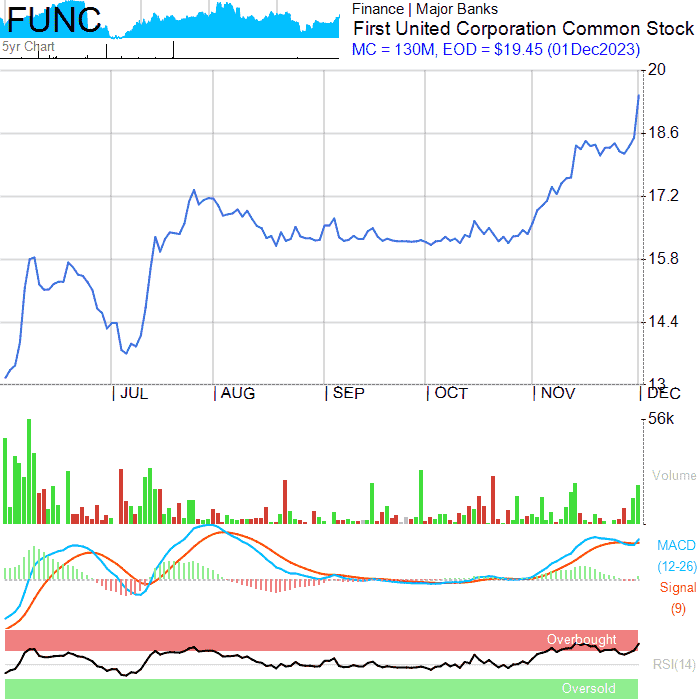 FUNC
5yr Chart
Finance | Major Banks
First United Corporation Common Stock
MC = 130M, EOD = $19.45 (01Dec2023)
20
18.6
17.2
15.8
14.4
13
JUL AUG SEP OCT NOV DEC
56k
Volume
MACD
(12-26)
Signal
(9)
Overbought
RSI(14)
Oversold